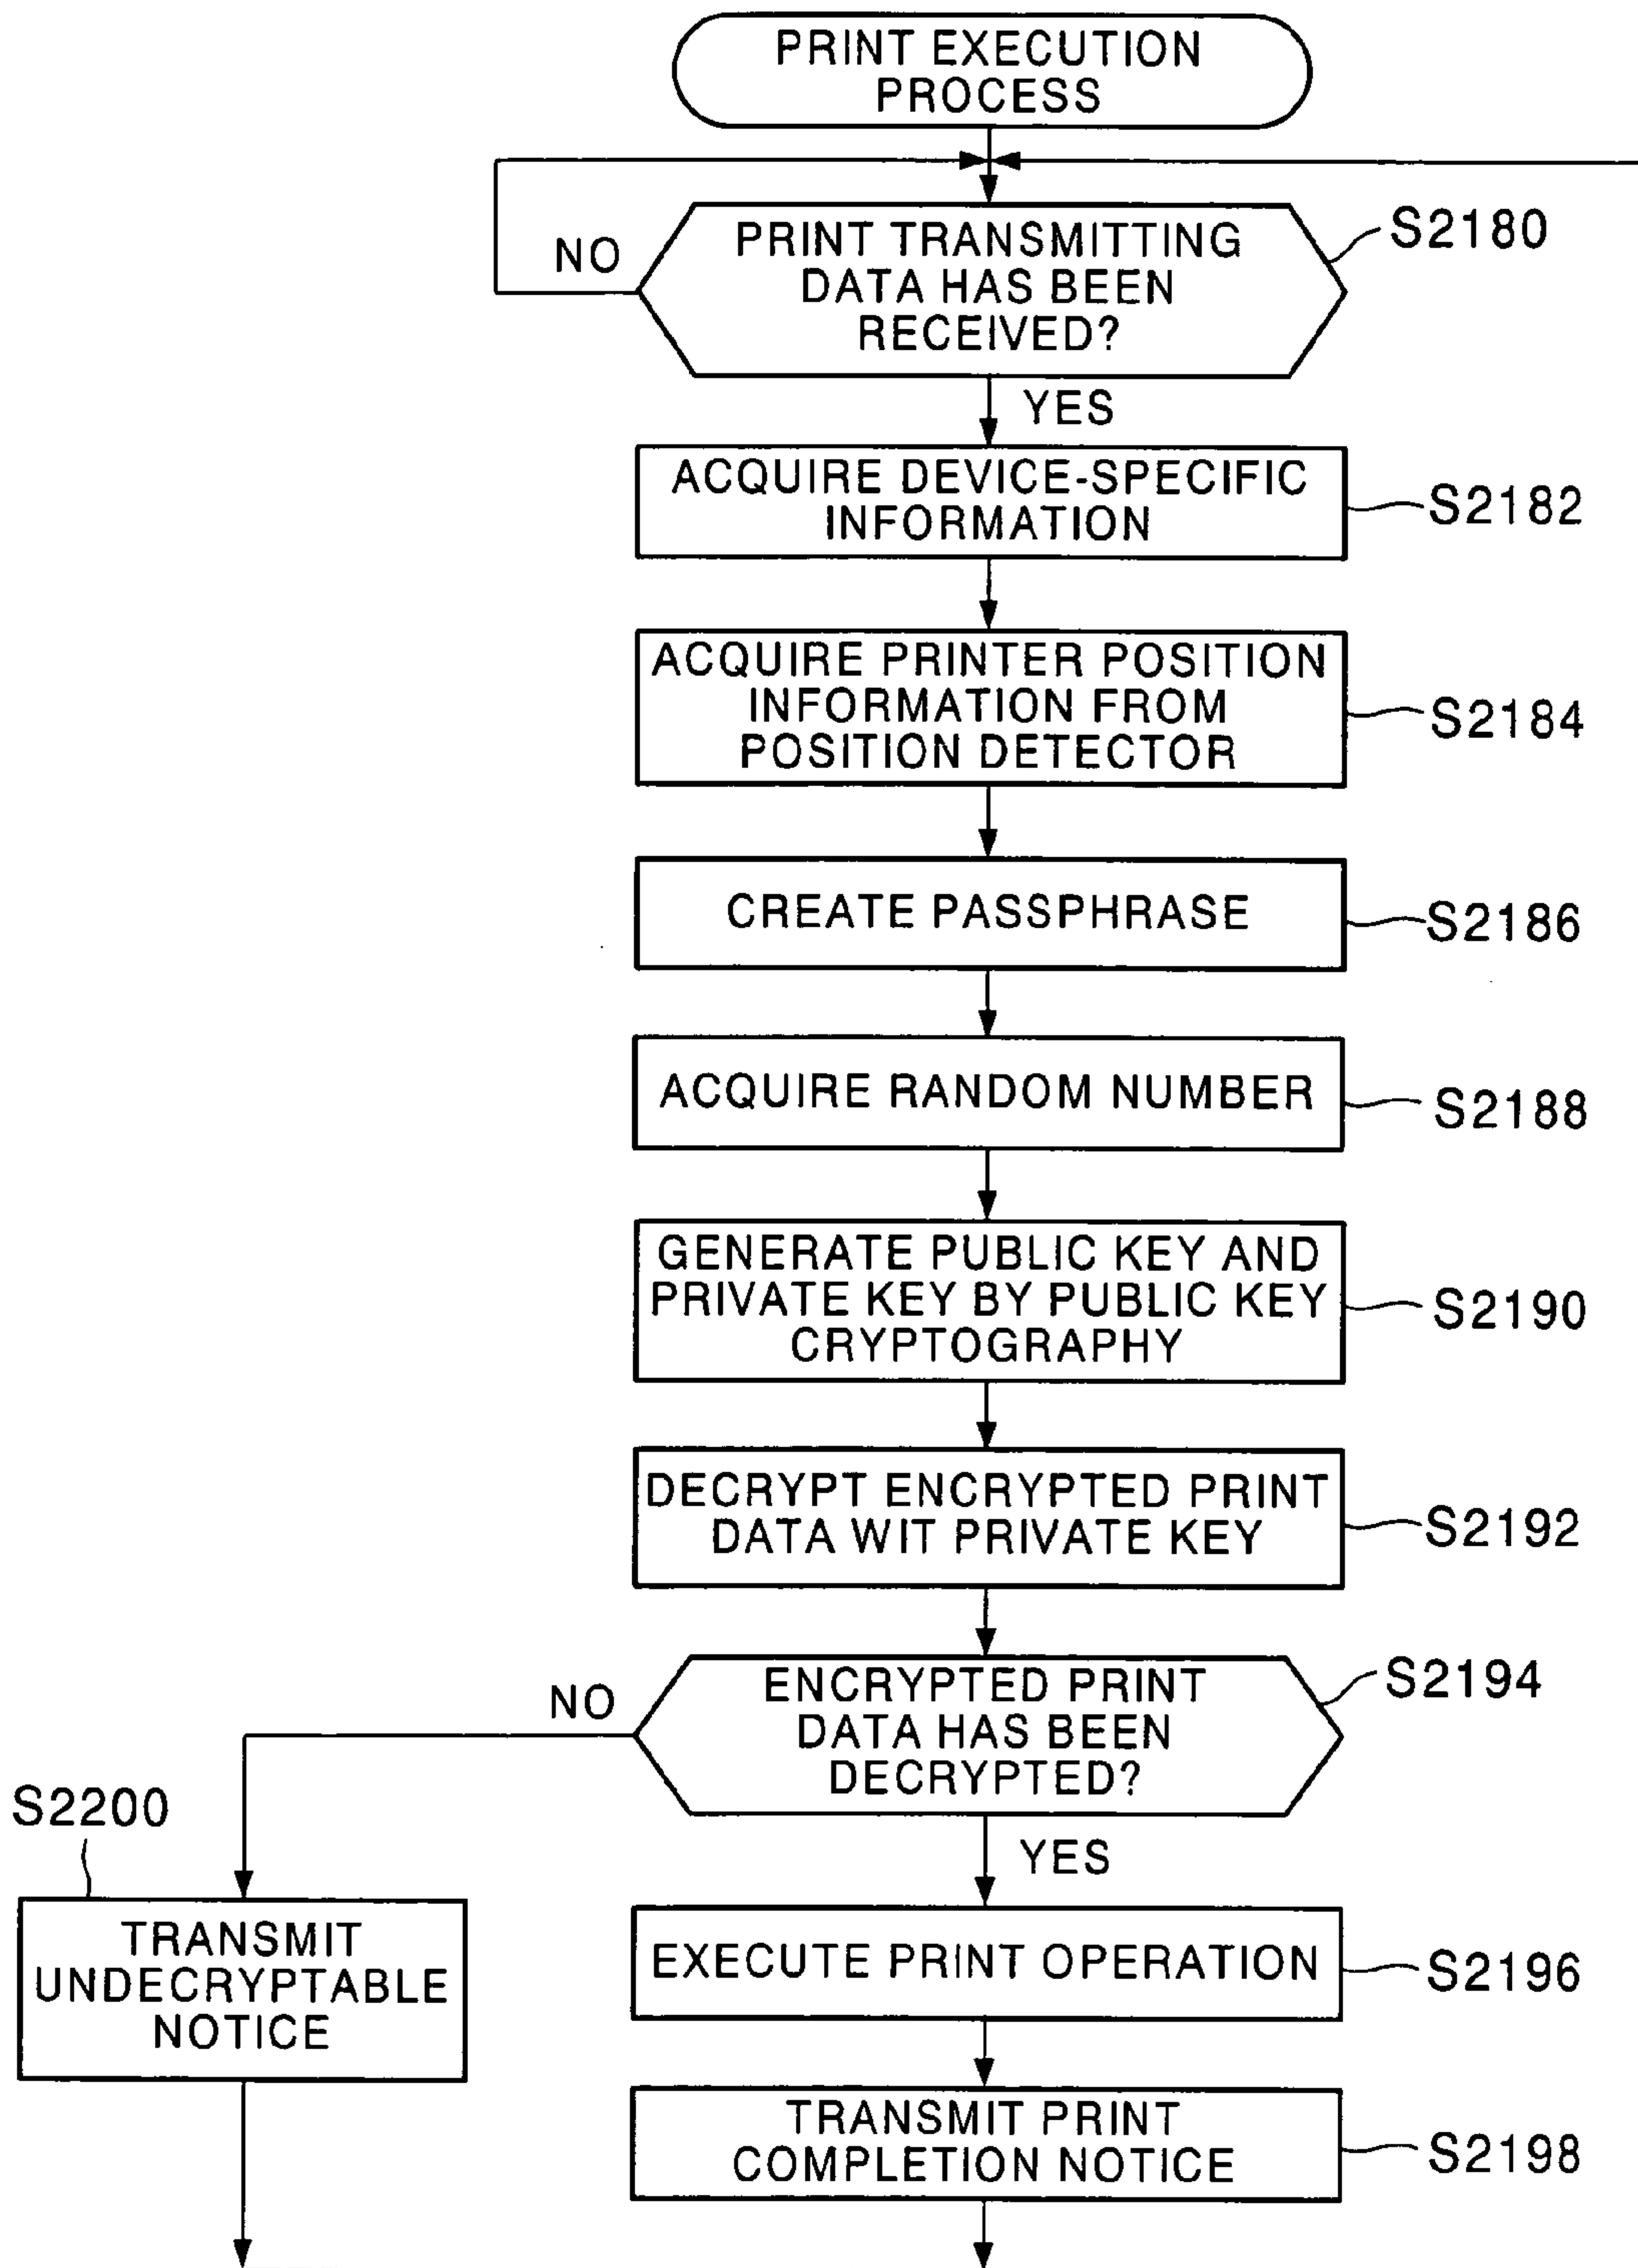 PRINT EXECUTION
PROCESS
PRINT TRANSMITTING
DATA HAS BEEN
RECEIVED?
S2180
NO
YES
ACQUIRE DEVICE-SPECIFIC
INFORMATION
S2182
ACQUIRE PRINTER POSITION
INFORMATION FROM
POSITION DETECTOR
S2184
CREATE PASSPHRASE
S2186
ACQUIRE RANDOM NUMBER
S2188
GENERATE PUBLIC KEY AND
PRIVATE KEY BY PUBLIC KEY
CRYPTOGRAPHY
S2190
DECRYPT ENCRYPTED PRINT
DATA WIT PRIVATE KEY
S2192
ENCRYPTED PRINT
DATA HAS BEEN
DECRYPTED?
S2194
NO
YES
S2200
TRANSMIT
UNDECRYPTABLE
NOTICE
EXECUTE PRINT OPERATION
S2196
TRANSMIT PRINT
COMPLETION NOTICE
S2198